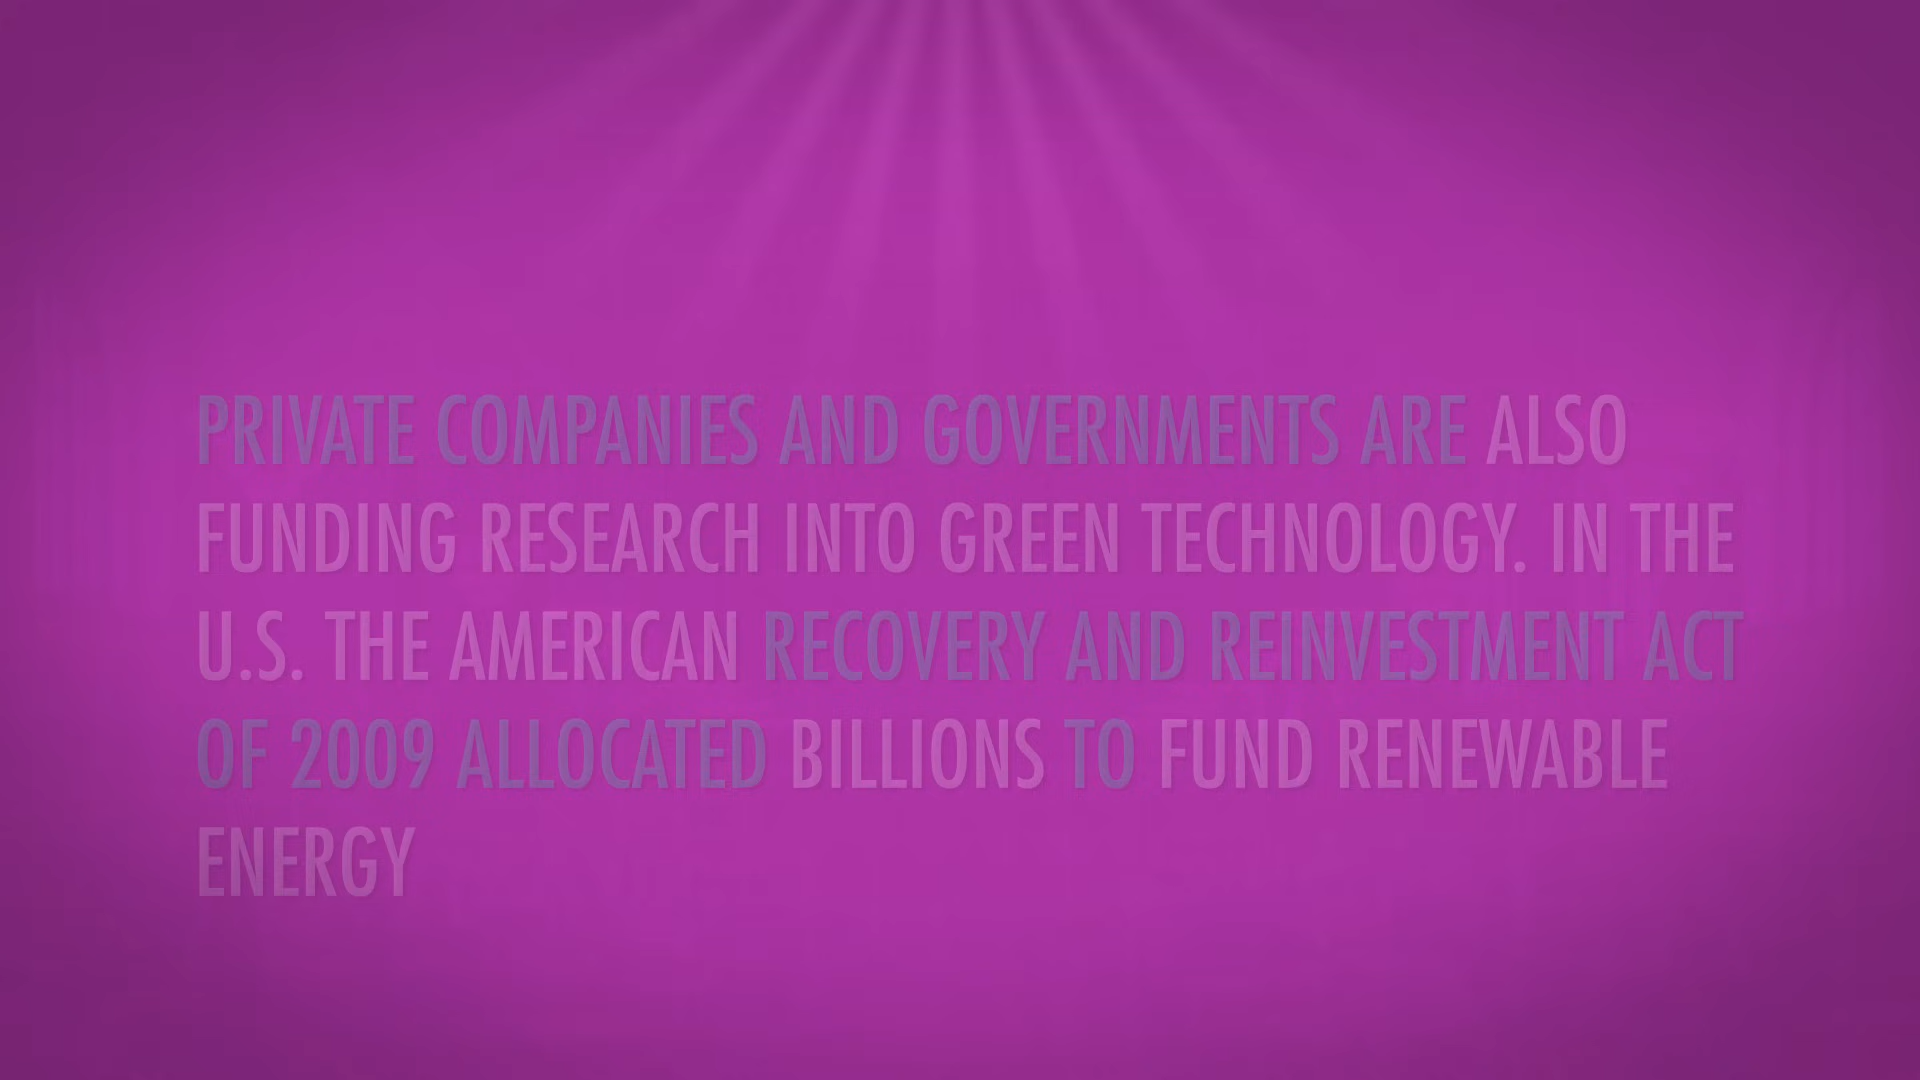 PRIVATE COMPANIES AND GOVERNMENTS ARE ALSO
FUNDING RESEARCH INTO GREEN TECHNOLOGY. IN THE
U.S. THE AMERICAN RECOVERY AND REINVESTMENT ACT
OF 2009 ALLOCATED BILLIONS TO FUND RENEWABLE
ENERGY